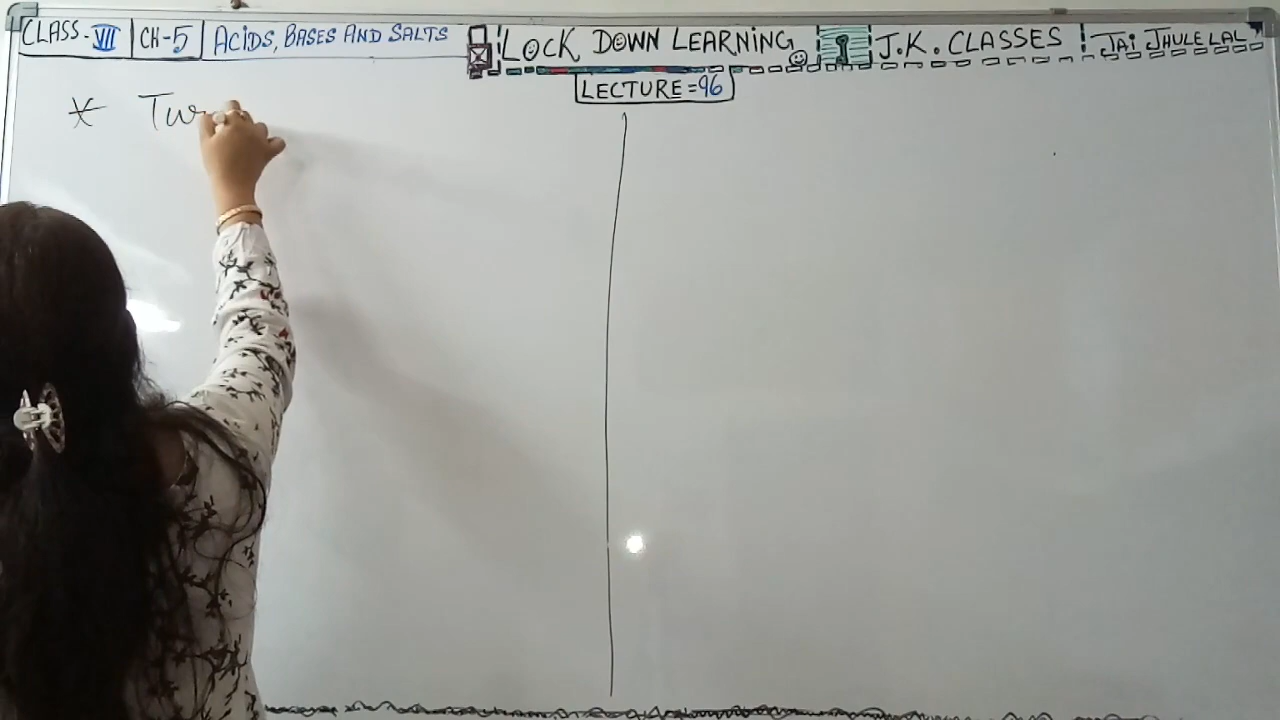 CLASS-VII CH-5 ACIDS, BASES AND SALTS
LOCK DOWN LEARNING J.K. CLASSES JAI JHULELAL
LECTURE=96
* Tw